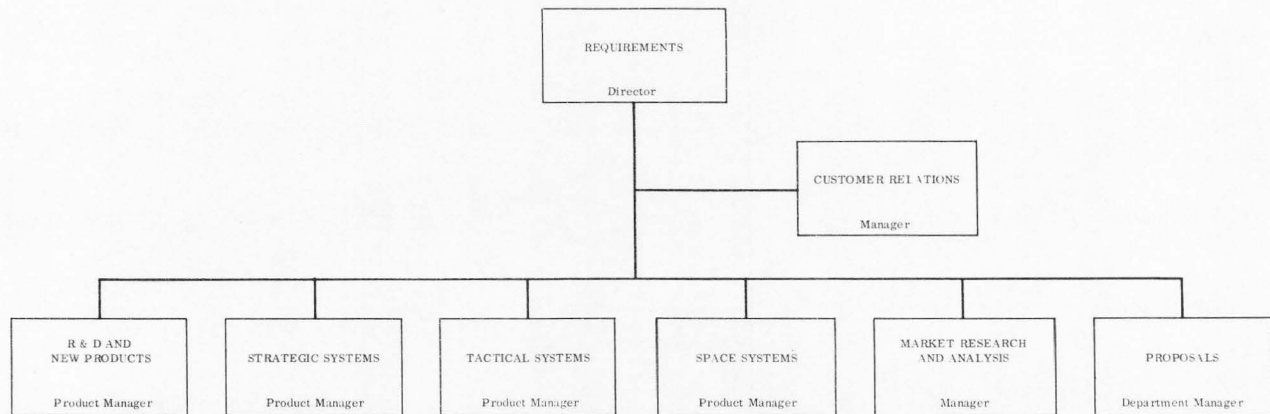 REQUIREMENTS
Director
CUSTOMER RELATIONS
Manager
R & D AND
NEW PRODUCTS
Product Manager
STRATEGIC SYSTEMS
Product Manager
TACTICAL SYSTEMS
Product Manager
SPACE SYSTEMS
Product Manager
MARKET RESEARCH
AND ANALYSIS
Manager
PROPOSALS
Department Manager